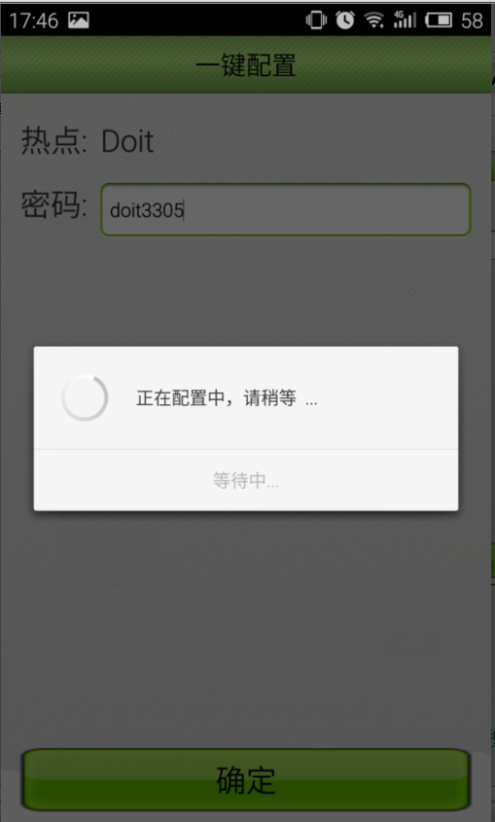 17:46 4G 58
一键配置
热点: Doit
密码: doit3305
正在配置中，请稍等 ...
等待中...
确定